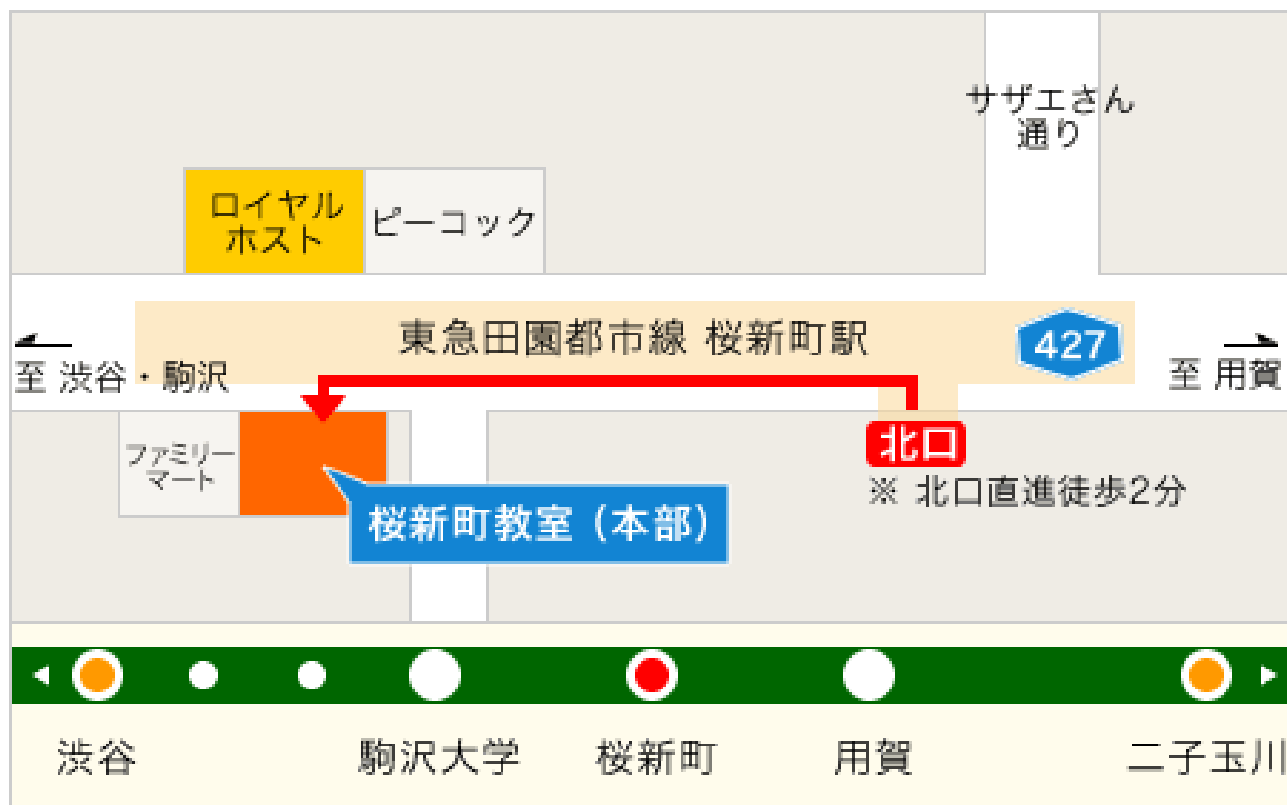 サザエさん
通り
ロイヤル
ホスト
ピーコック
東急田園都市線 桜新町駅
427
至 渋谷・駒沢
至 用賀
ファミリー
マート
北口
※ 北口直進徒歩2分
桜新町教室（本部）
渋谷
駒沢大学
桜新町
用賀
二子玉川